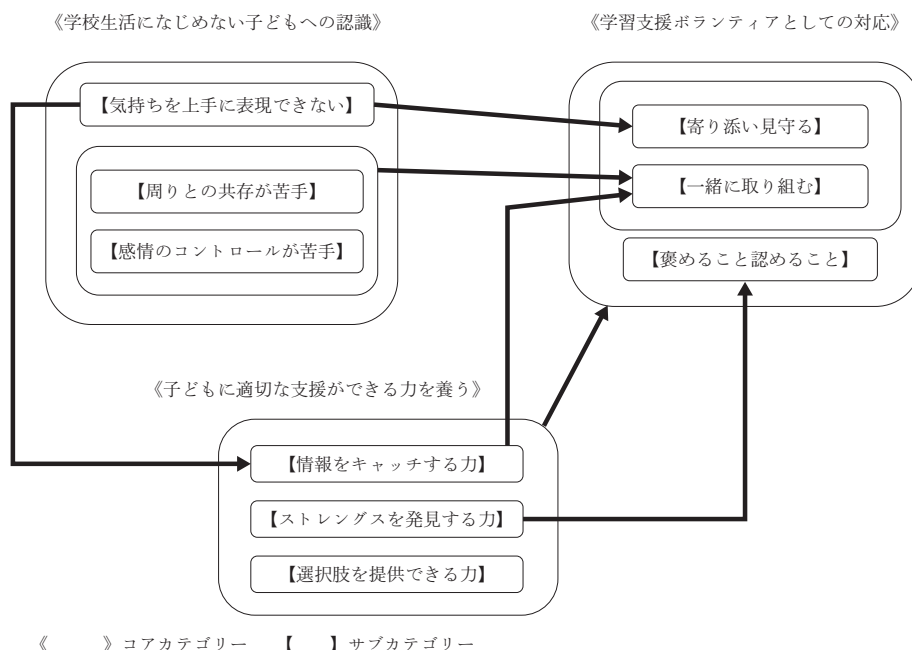 《学校生活になじめない子どもへの認識》
【気持ちを上手に表現できない】
【周りとの共存が苦手】
【感情のコントロールが苦手】
《学習支援ボランティアとしての対応》
【寄り添い見守る】
【一緒に取り組む】
【褒めること認めること】
《子どもに適切な支援ができる力を養う》
【情報をキャッチする力】
【ストレングスを発見する力】
【選択肢を提供できる力】
《　　》コアカテゴリー　【　】サブカテゴリー